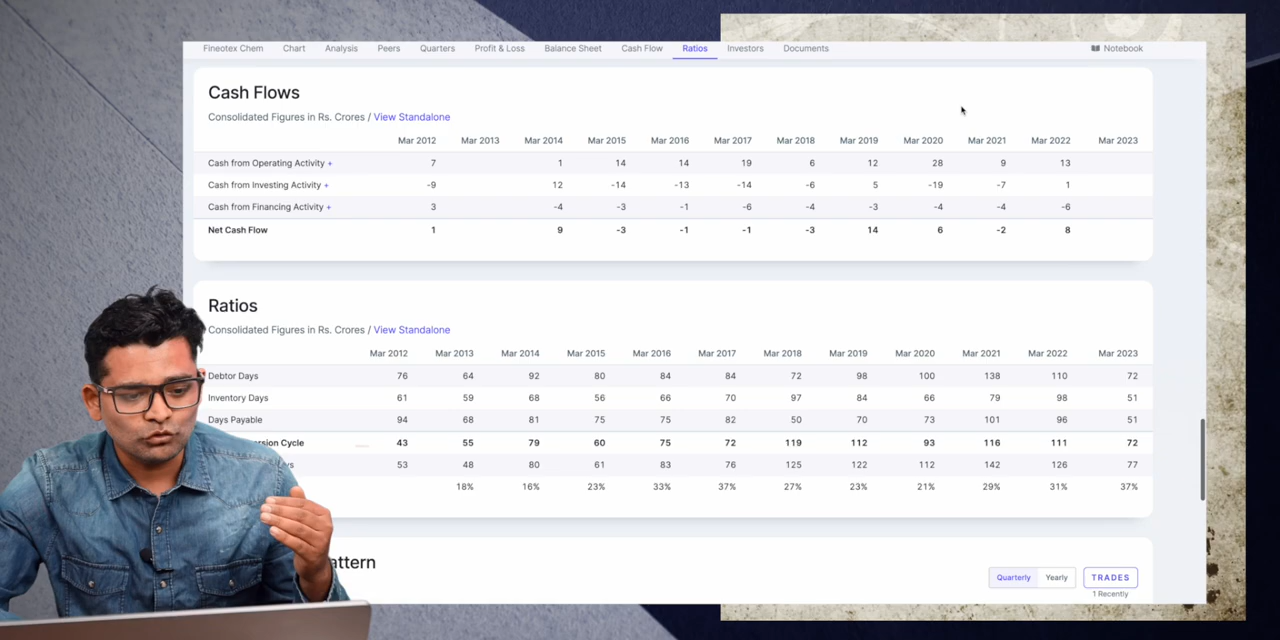 Fineotex Chem Chart Analysis Peers Quarters Profit & Loss Balance Sheet Cash Flow Ratios Investors Documents Notebook
Cash Flows
Consolidated Figures in Rs. Crores / View Standalone
Mar 2012 Mar 2013 Mar 2014 Mar 2015 Mar 2016 Mar 2017 Mar 2018 Mar 2019 Mar 2020 Mar 2021 Mar 2022 Mar 2023
Cash from Operating Activity + 7 1 14 14 19 6 12 28 9 13
Cash from Investing Activity + -9 12 -14 -13 -14 -6 5 -19 -7 1
Cash from Financing Activity + 3 -4 -3 -1 -6 -4 -3 -4 -4 -6
Net Cash Flow 1 9 -3 -1 -1 -3 14 6 -2 8
Ratios
Consolidated Figures in Rs. Crores / View Standalone
Mar 2012 Mar 2013 Mar 2014 Mar 2015 Mar 2016 Mar 2017 Mar 2018 Mar 2019 Mar 2020 Mar 2021 Mar 2022 Mar 2023
Debtor Days 76 64 92 80 84 84 72 98 100 138 110 72
Inventory Days 61 59 68 56 66 70 97 84 66 79 98 51
Days Payable 94 68 81 75 75 82 50 70 73 101 96 51
Cycle 43 55 79 60 75 72 119 112 93 116 111 72
53 48 80 61 83 76 125 122 112 142 126 77
18% 16% 23% 33% 37% 27% 23% 21% 29% 31% 37%
Quarterly Yearly TRADES
1 Recently